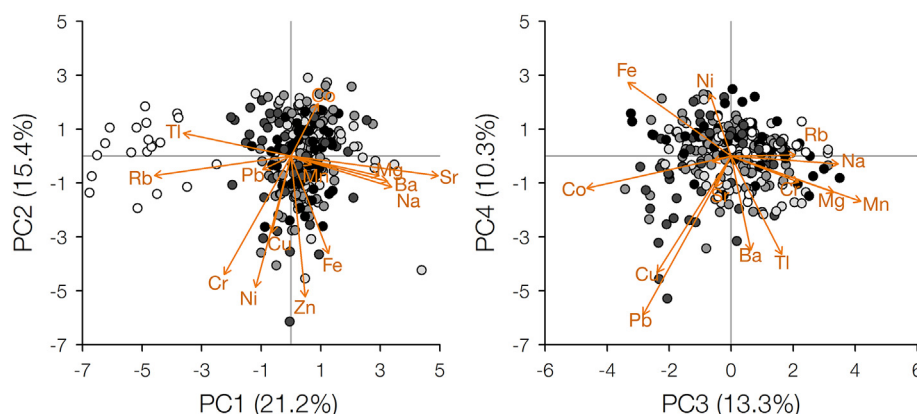 5
3
1
-1
-3
-5
-7
PC2 (15.4%)
Co
Tl
Rb
Pb
Mn
Mg
Sr
Ba
Na
Cu
Fe
Cr
Ni
Zn
-7
-5
-3
-1
1
3
5
PC1 (21.2%)
5
3
1
-1
-3
-5
-7
PC4 (10.3%)
Fe
Ni
Rb
Na
Co
Cr
Mg
Mn
Sr
Ba
Tl
Cu
Pb
-6
-4
-2
0
2
4
6
PC3 (13.3%)